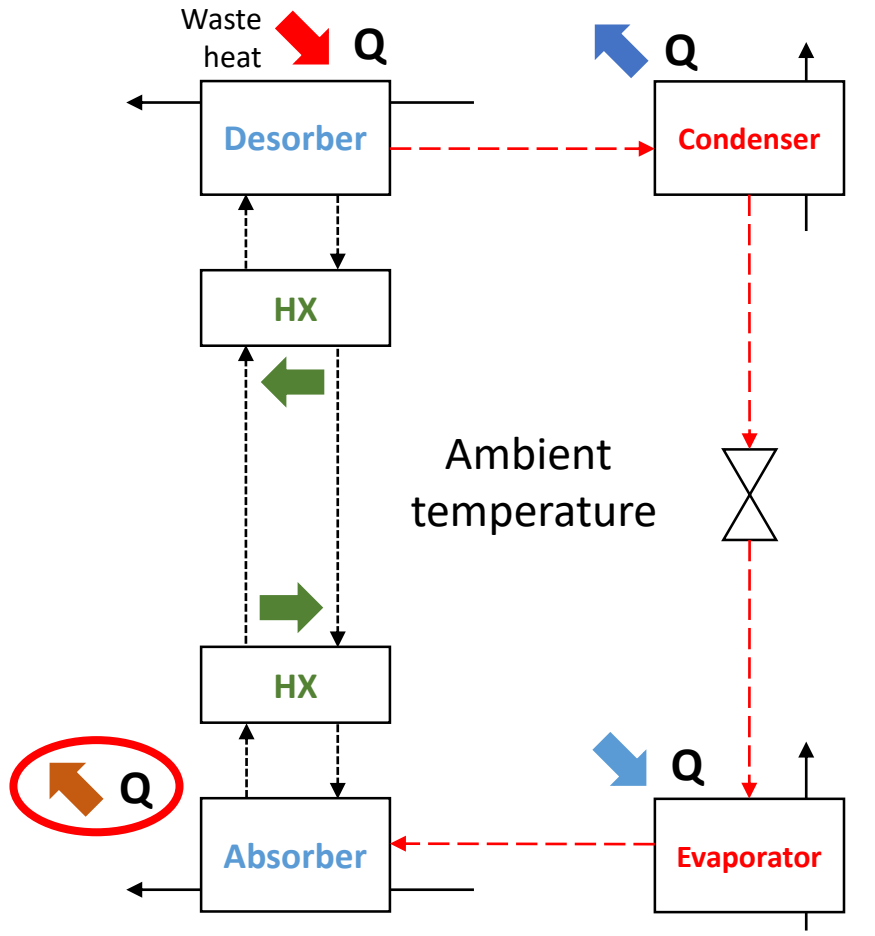 Waste
heat
Q
Q
Desorber
Condenser
HX
Ambient
temperature
HX
Q
Q
Absorber
Evaporator